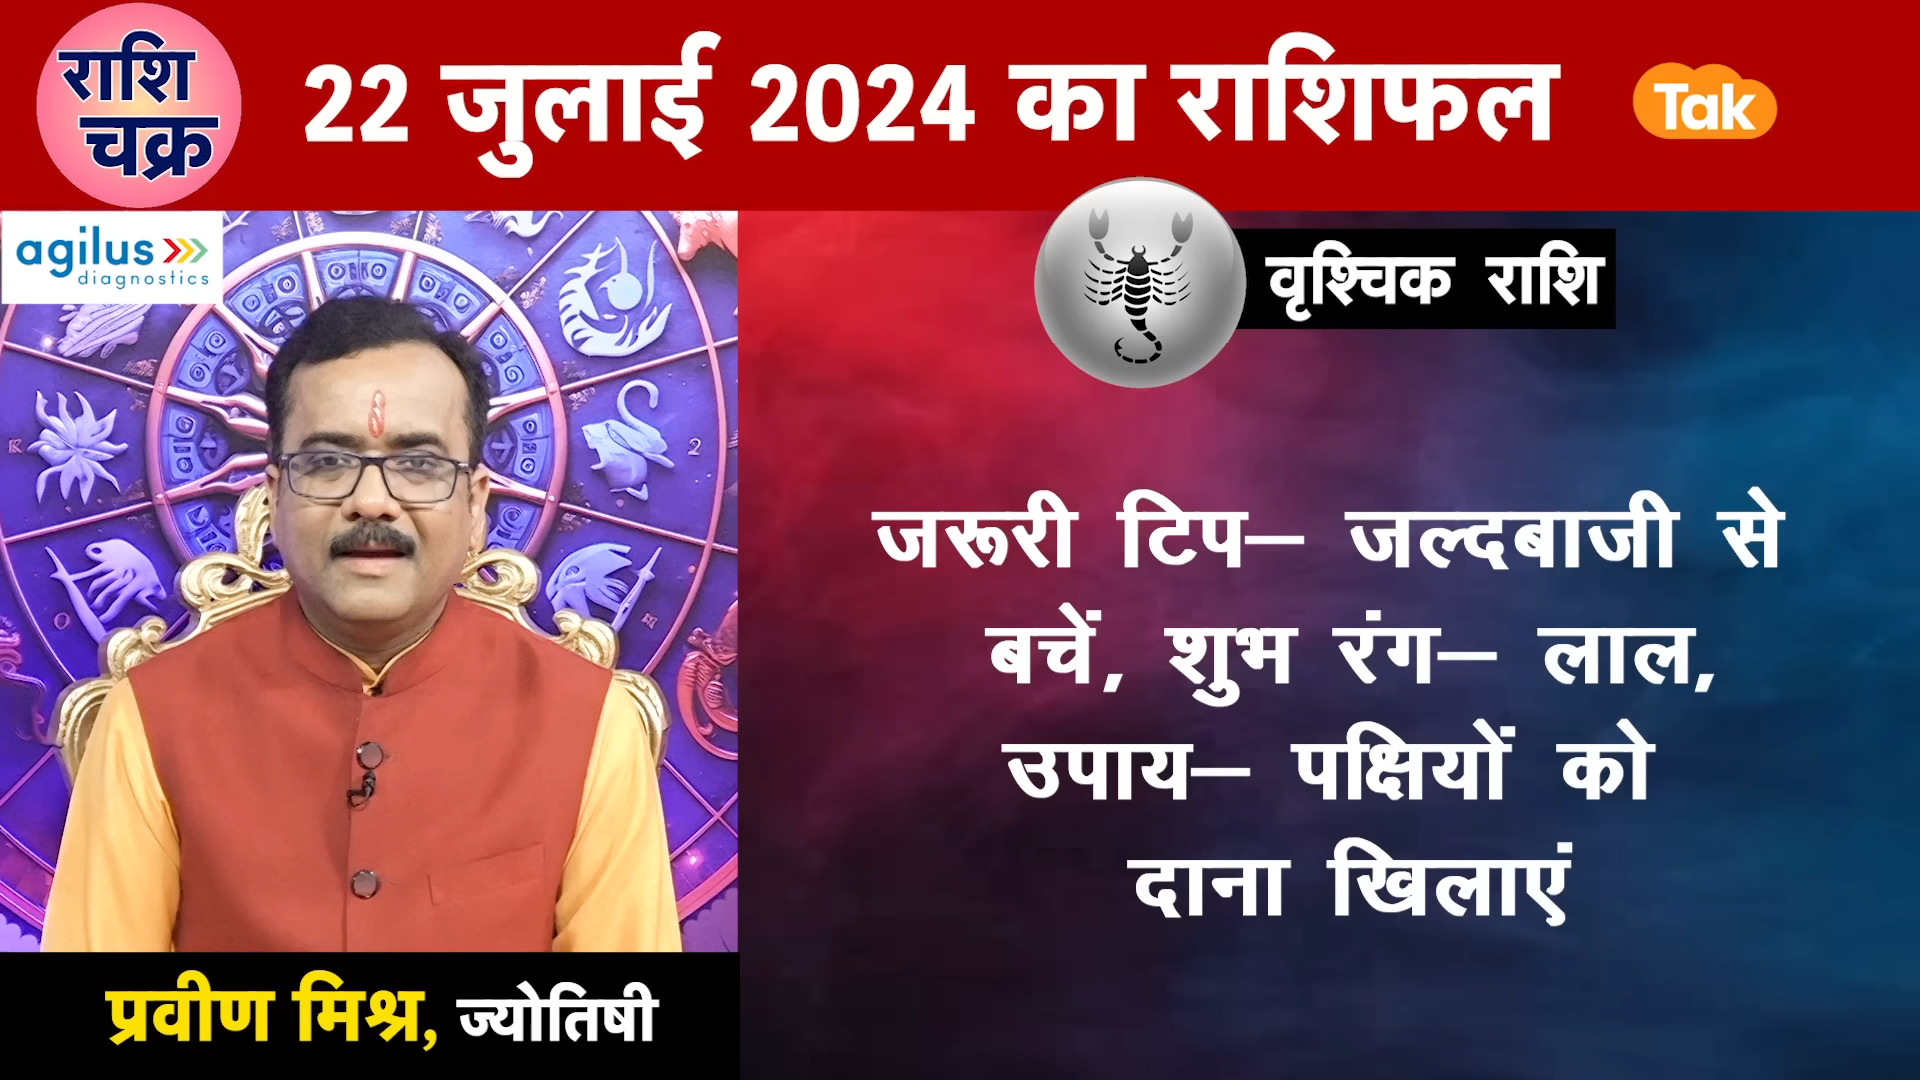 राशि
चक्र
22 जुलाई 2024 का राशिफल
Tak
agilus
diagnostics
वृश्चिक राशि
जरूरी टिप– जल्दबाजी से
बचें, शुभ रंग– लाल,
उपाय– पक्षियों को
दाना खिलाएं
प्रवीण मिश्र, ज्योतिषी